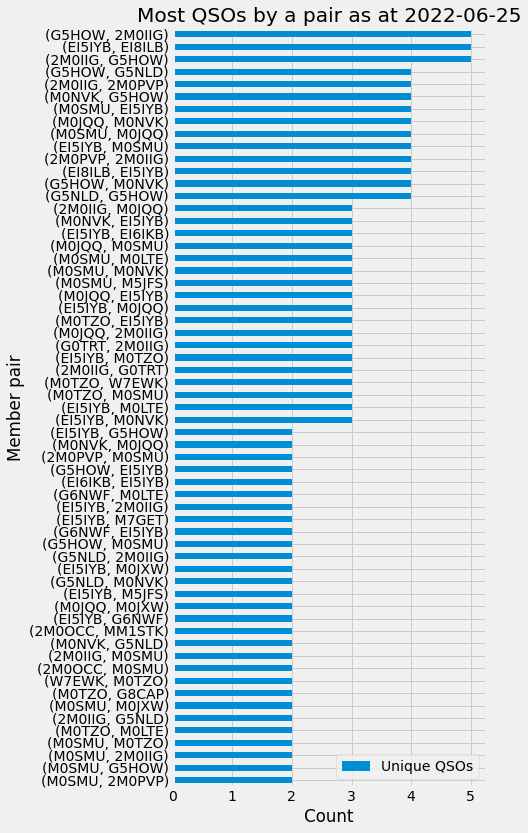 Most QSOs by a pair as at 2022-06-25
(G5HOW, 2M0IIG)
(EI5IYB, EI8ILB)
(2M0IIG, G5HOW)
(G5HOW, G5NLD)
(2M0IIG, 2M0PVP)
(M0NVK, G5HOW)
(M0SMU, EI5IYB)
(M0JQQ, M0NVK)
(M0SMU, M0JQQ)
(EI5IYB, M0SMU)
(2M0PVP, 2M0IIG)
(EI8ILB, EI5IYB)
(G5HOW, M0NVK)
(G5NLD, G5HOW)
(2M0IIG, M0JQQ)
(M0NVK, EI5IYB)
(EI5IYB, EI6IKB)
(M0JQQ, M0SMU)
(M0SMU, M0LTE)
(M0SMU, M0NVK)
(M0SMU, M5JFS)
(M0JQQ, EI5IYB)
(EI5IYB, M0JQQ)
(M0TZO, EI5IYB)
(M0JQQ, 2M0IIG)
(G0TRT, 2M0IIG)
(EI5IYB, M0TZO)
(2M0IIG, G0TRT)
(M0TZO, W7EWK)
(M0TZO, M0SMU)
(EI5IYB, M0LTE)
(EI5IYB, M0NVK)
(EI5IYB, G5HOW)
(M0NVK, M0JQQ)
(2M0PVP, M0SMU)
(G5HOW, EI5IYB)
(EI6IKB, EI5IYB)
(G6NWF, M0LTE)
(EI5IYB, 2M0IIG)
(EI5IYB, M7GET)
(G6NWF, EI5IYB)
(G5HOW, M0SMU)
(G5NLD, 2M0IIG)
(EI5IYB, M0JXW)
(G5NLD, M0NVK)
(EI5IYB, M5JFS)
(M0JQQ, M0JXW)
(EI5IYB, G6NWF)
(2M0OCC, MM1STK)
(M0NVK, G5NLD)
(2M0IIG, M0SMU)
(2M0OCC, M0SMU)
(W7EWK, M0TZO)
(M0TZO, G8CAP)
(M0SMU, M0JXW)
(2M0IIG, G5NLD)
(M0TZO, M0LTE)
(M0SMU, M0TZO)
(M0SMU, 2M0IIG)
(M0SMU, G5HOW)
(M0SMU, 2M0PVP)
Member pair
Unique QSOs
0 1 2 3 4 5
Count